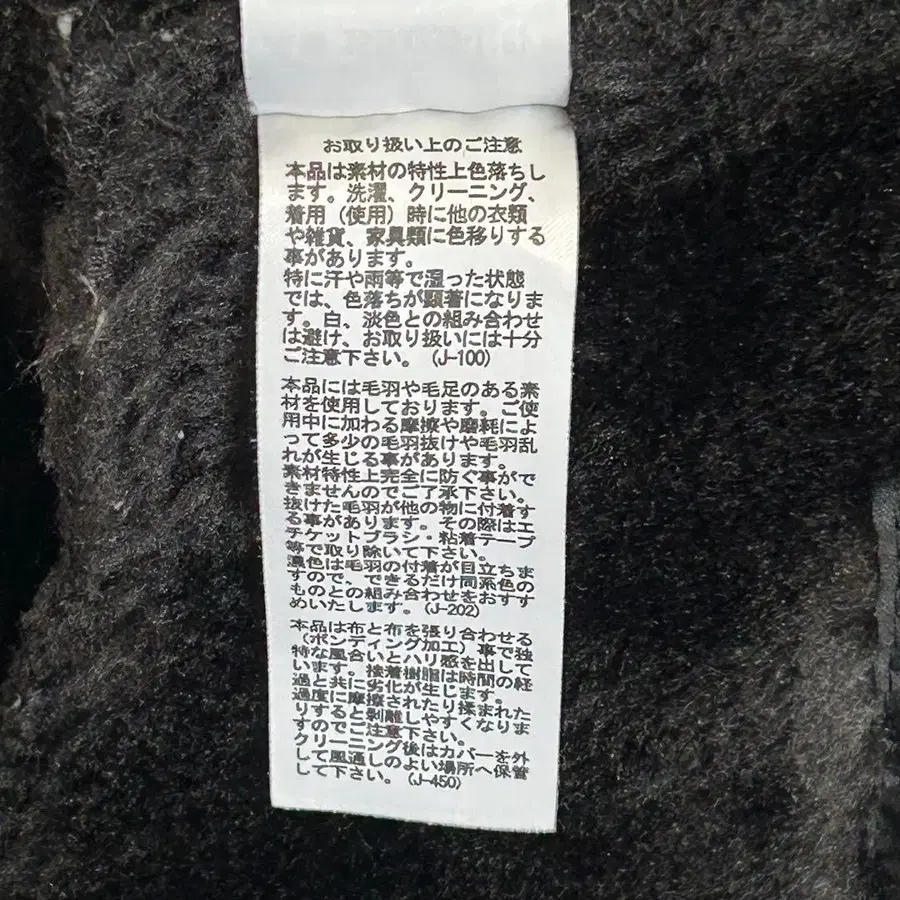 お取り扱い上のご注意
本品は素材の特性上色落ちし
ます。洗濯、クリーニング、
着用（使用）時に他の衣類
や雑貨、家具類に色移りする
事があります。
特に汗や雨等で湿った状態
では、色落ちが顕著になりま
す。白、淡色との組み合わせ
は避け、お取り扱いには十分
ご注意下さい。（J-100）
本品には毛羽や毛足のある素
材を使用しております。ご使
用中に加わる摩擦や磨耗によ
って多少の毛羽抜けや毛羽乱
れが生じる事があります。
素材特性上完全に防ぐ事がで
きませんのでご了承下さい。
抜けた毛羽が他の物に付着す
る事があります。その際はエ
チケットブラシ・粘着テープ
等で取り除いて下さい。
濃色は毛羽の付着が目立ちま
すので、できるだけ同系色の
ものとの組み合わせをおすす
めいたします。（J-202）
本品は布と布を張り合わせる
（ボンディング加工）事で独
特な風合いとハリ感を出して
います。接着樹脂は時間の経
過と共に劣化が生じます。
過度に摩擦されたり揉まれた
りすると剥離しやすくなりま
すのでご注意下さい。
クリーニング後はカバーを外
して風通しのよい場所へ保管
して下さい。（J-450）